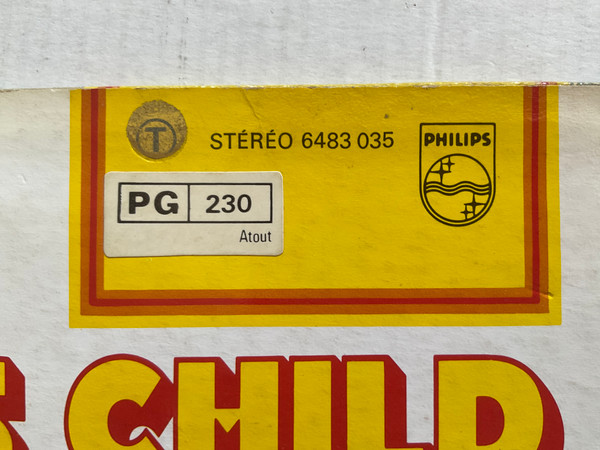 T STÉRÉO 6483 035 PHILIPS
PG 230
Atout
S CHILD